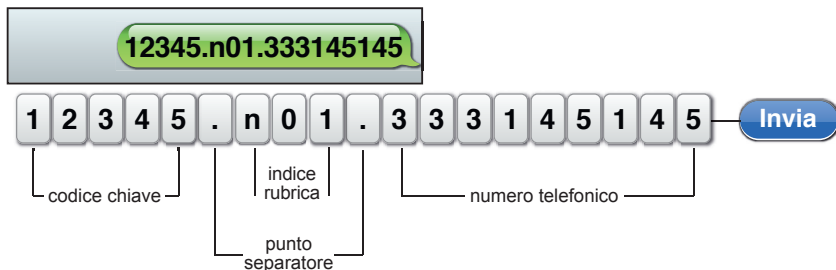 12345.n01.333145145
1 2 3 4 5 . n 0 1 . 3 3 3 1 4 5 1 4 5 Invia
codice chiave
indice
rubrica
numero telefonico
punto
separatore